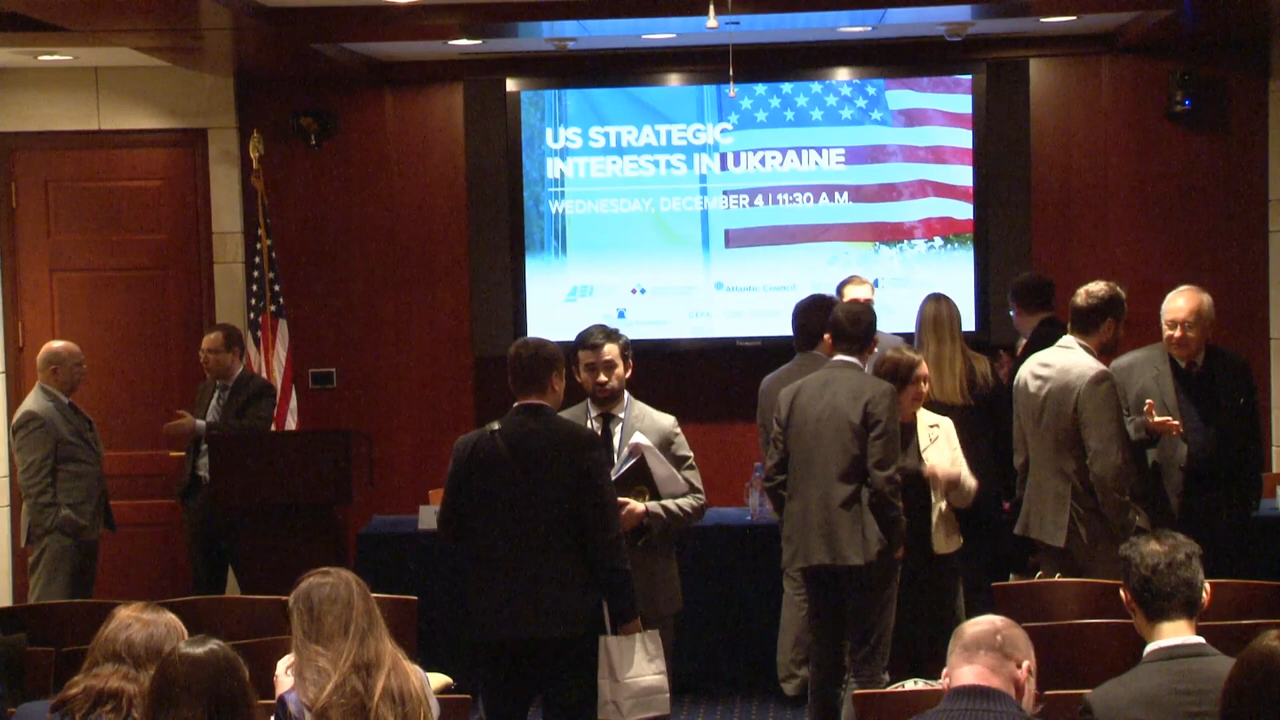 US STRATEGIC
INTERESTS IN UKRAINE
WEDNESDAY, DECEMBER 4 | 11:30 A.M.
AEI
Atlantic Council
CEPA